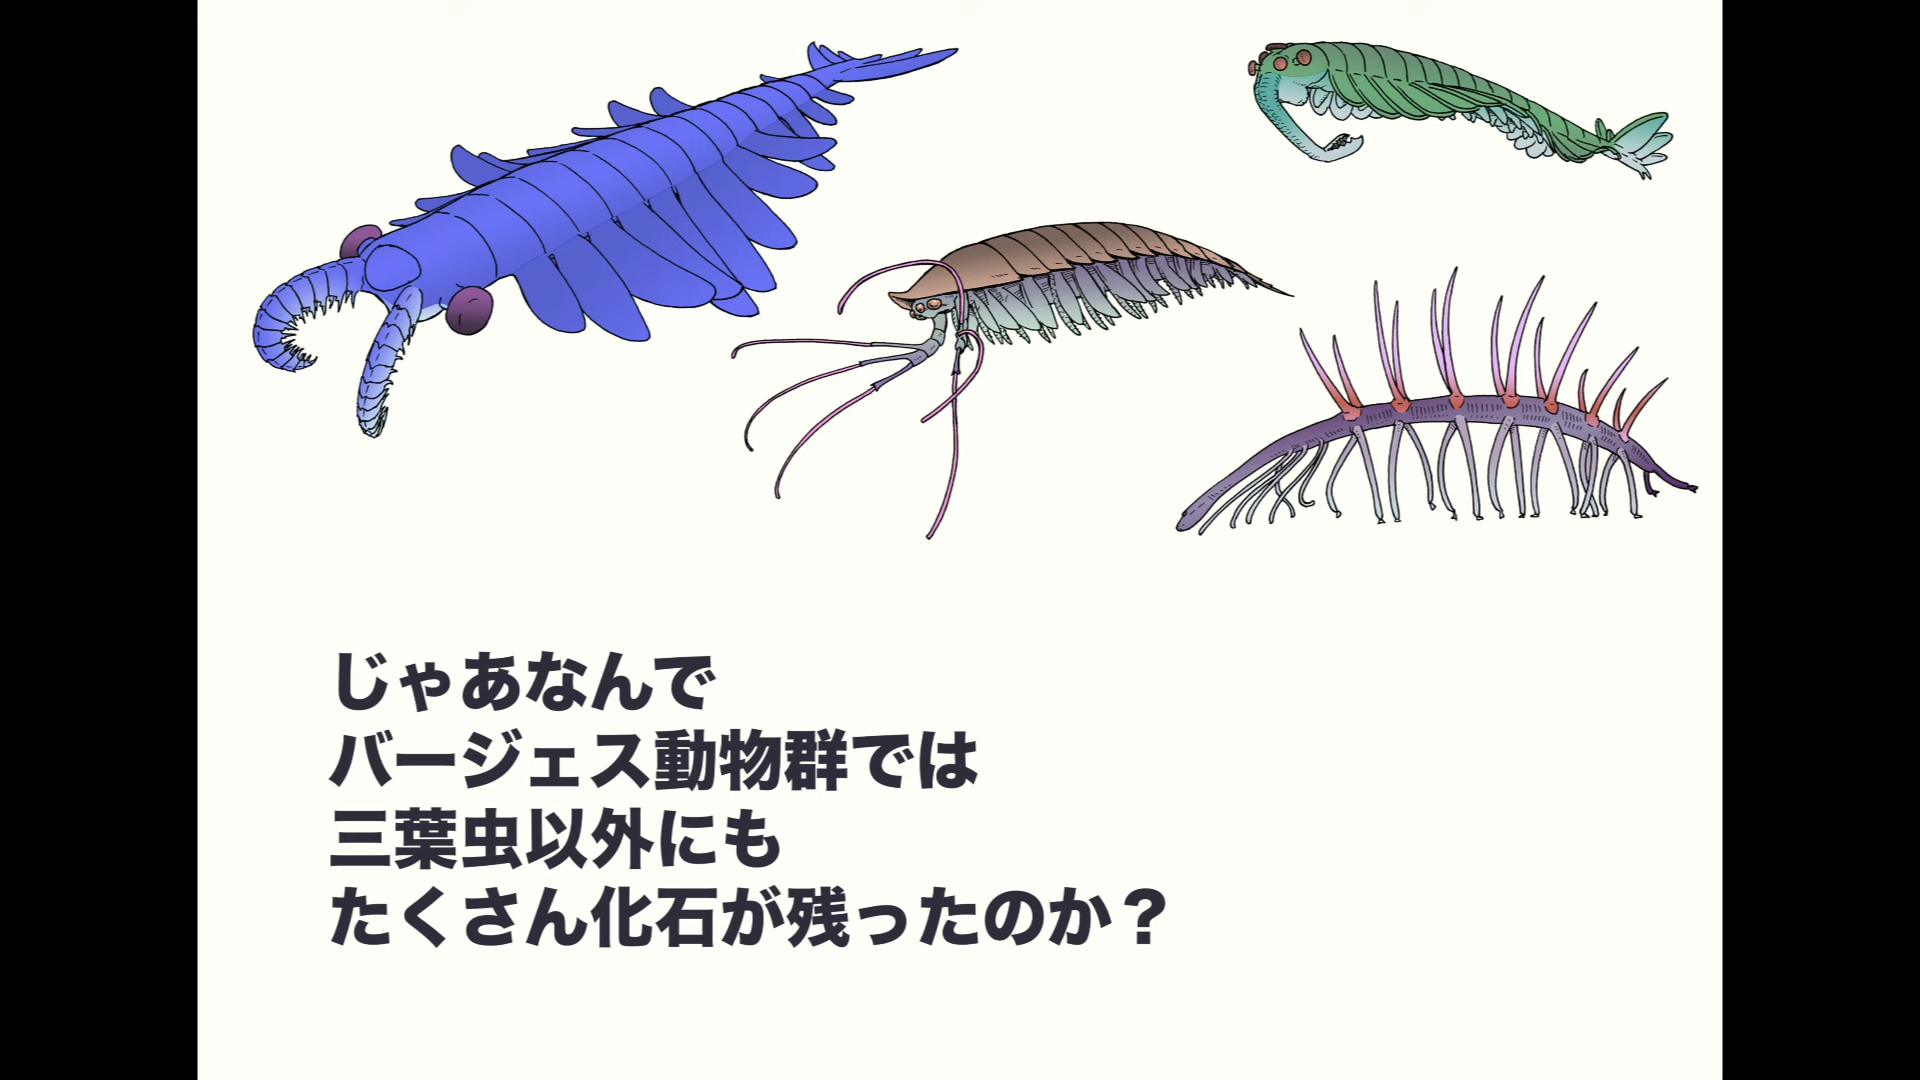 じゃあなんで
バージェス動物群では
三葉虫以外にも
たくさん化石が残ったのか？